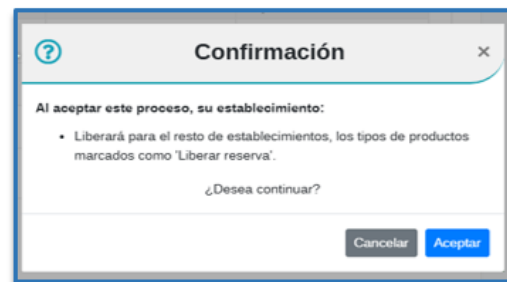 Confirmación
×
Al aceptar este proceso, su establecimiento:
• Liberará para el resto de establecimientos, los tipos de productos
marcados como 'Liberar reserva'.
¿Desea continuar?
Cancelar Aceptar